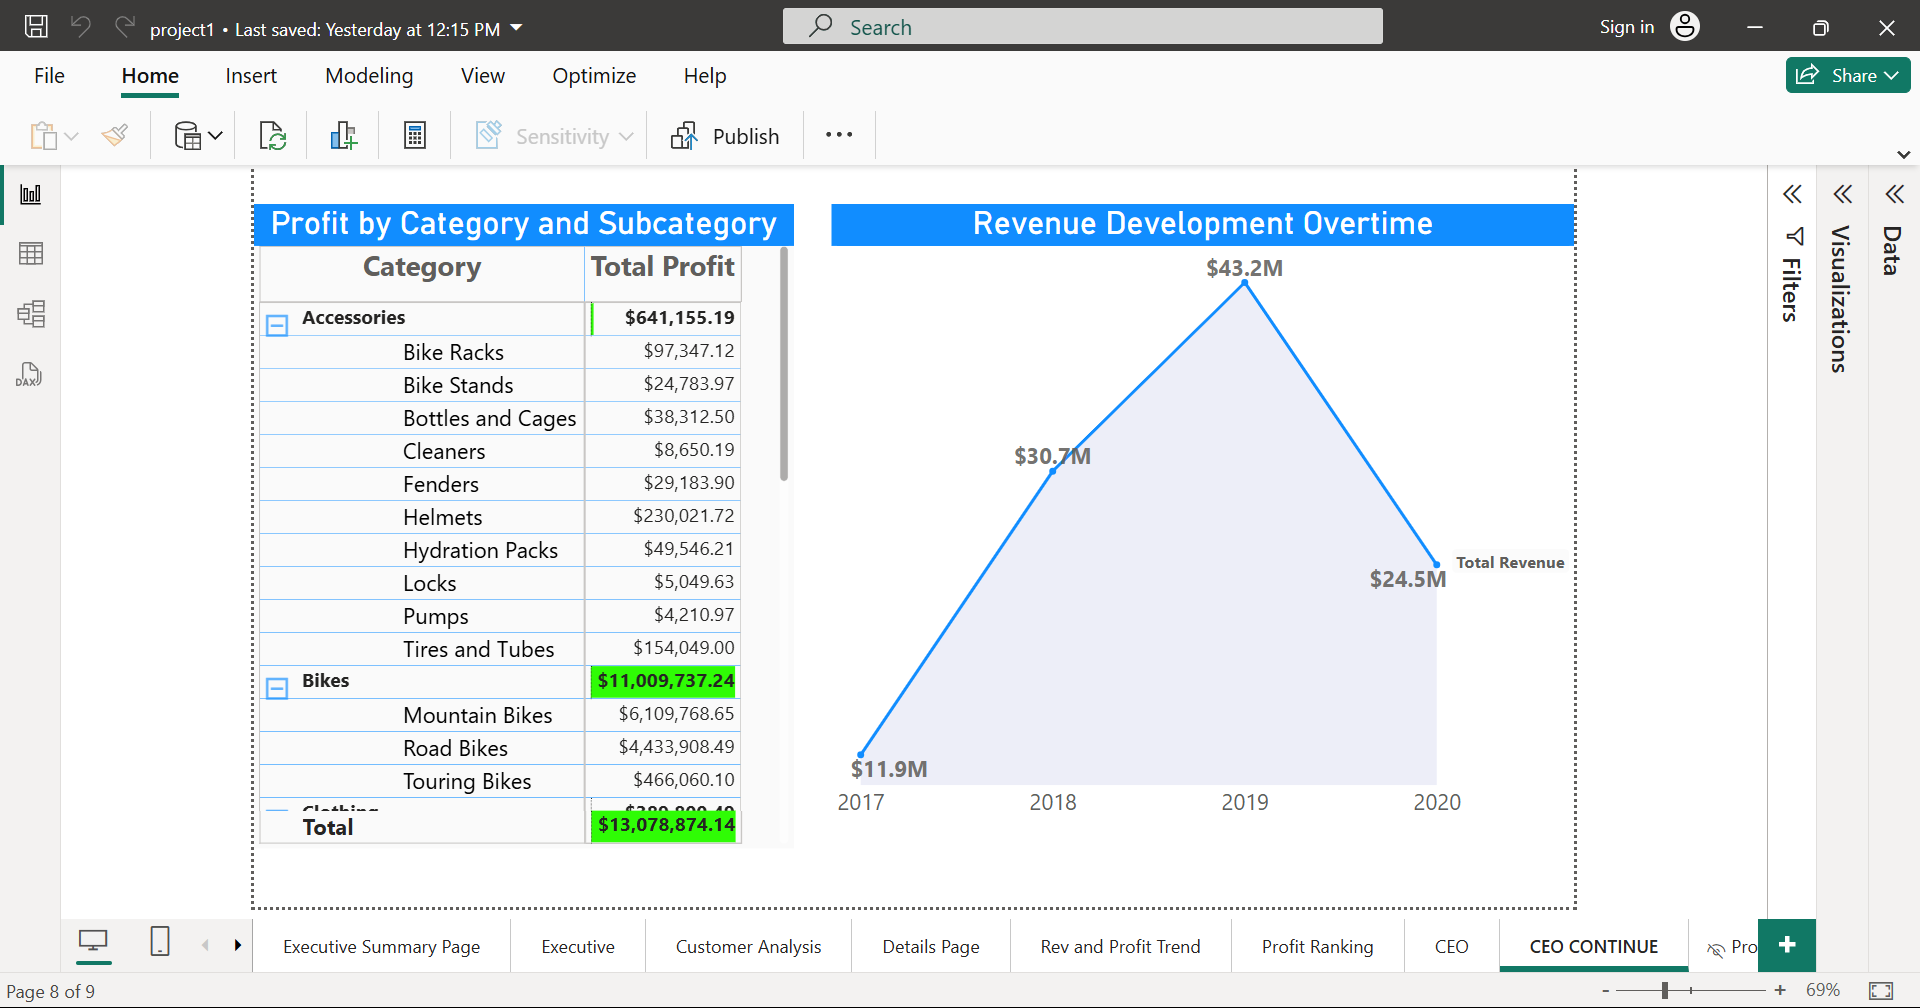 project1 • Last saved: Yesterday at 12:15 PM
Search
Sign in
File Home Insert Modeling View Optimize Help
Share
Sensitivity
Publish
DAX
Profit by Category and Subcategory
Category Total Profit
Accessories $641,155.19
Bike Racks $97,347.12
Bike Stands $24,783.97
Bottles and Cages $38,312.50
Cleaners $8,650.19
Fenders $29,183.90
Helmets $230,021.72
Hydration Packs $49,546.21
Locks $5,049.63
Pumps $4,210.97
Tires and Tubes $154,049.00
Bikes $11,009,737.24
Mountain Bikes $6,109,768.65
Road Bikes $4,433,908.49
Touring Bikes $466,060.10
Clothing
Total $13,078,874.14
Revenue Development Overtime
$43.2M
$30.7M
Total Revenue
$24.5M
$11.9M
2017 2018 2019 2020
Filters
Visualizations
Data
Executive Summary Page Executive Customer Analysis Details Page Rev and Profit Trend Profit Ranking CEO CEO CONTINUE Pro
Page 8 of 9
- + 69%